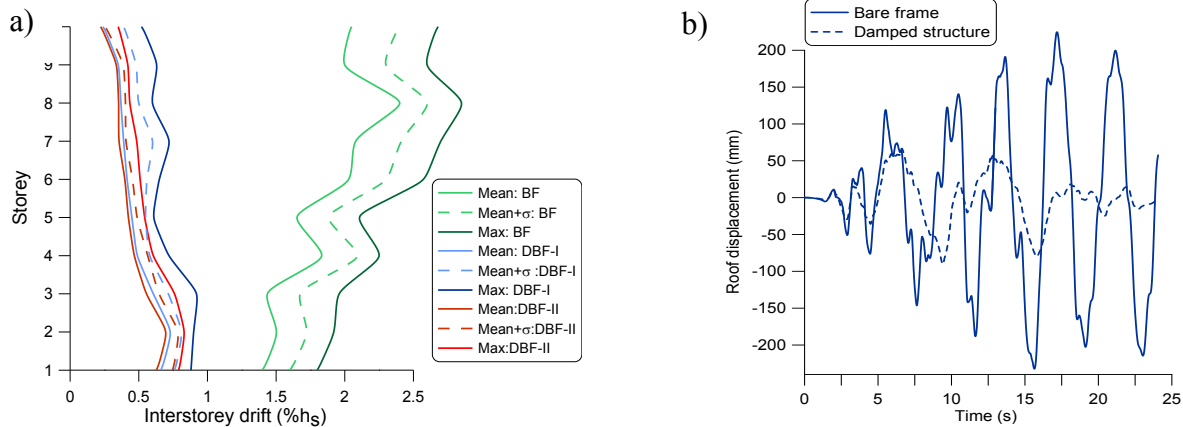 a)
9
8
7
6
5
4
3
2
1
Storey
0
0.5
1
1.5
2
2.5
Interstorey drift (%hs)
Mean: BF
Mean+σ: BF
Max: BF
Mean: DBF-I
Mean+σ :DBF-I
Max: DBF-I
Mean:DBF-II
Mean+σ:DBF-II
Max:DBF-II
b)
Bare frame
Damped structure
200
150
100
50
0
-50
-100
-150
-200
Roof displacement (mm)
0
5
10
15
20
25
Time (s)